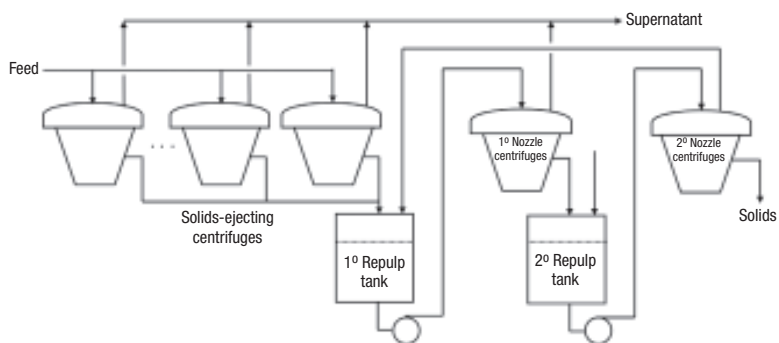 Supernatant
Feed
1º Nozzle
centrifuges
2º Nozzle
centrifuges
. . .
Solids-ejecting
centrifuges
Solids
1º Repulp
tank
2º Repulp
tank